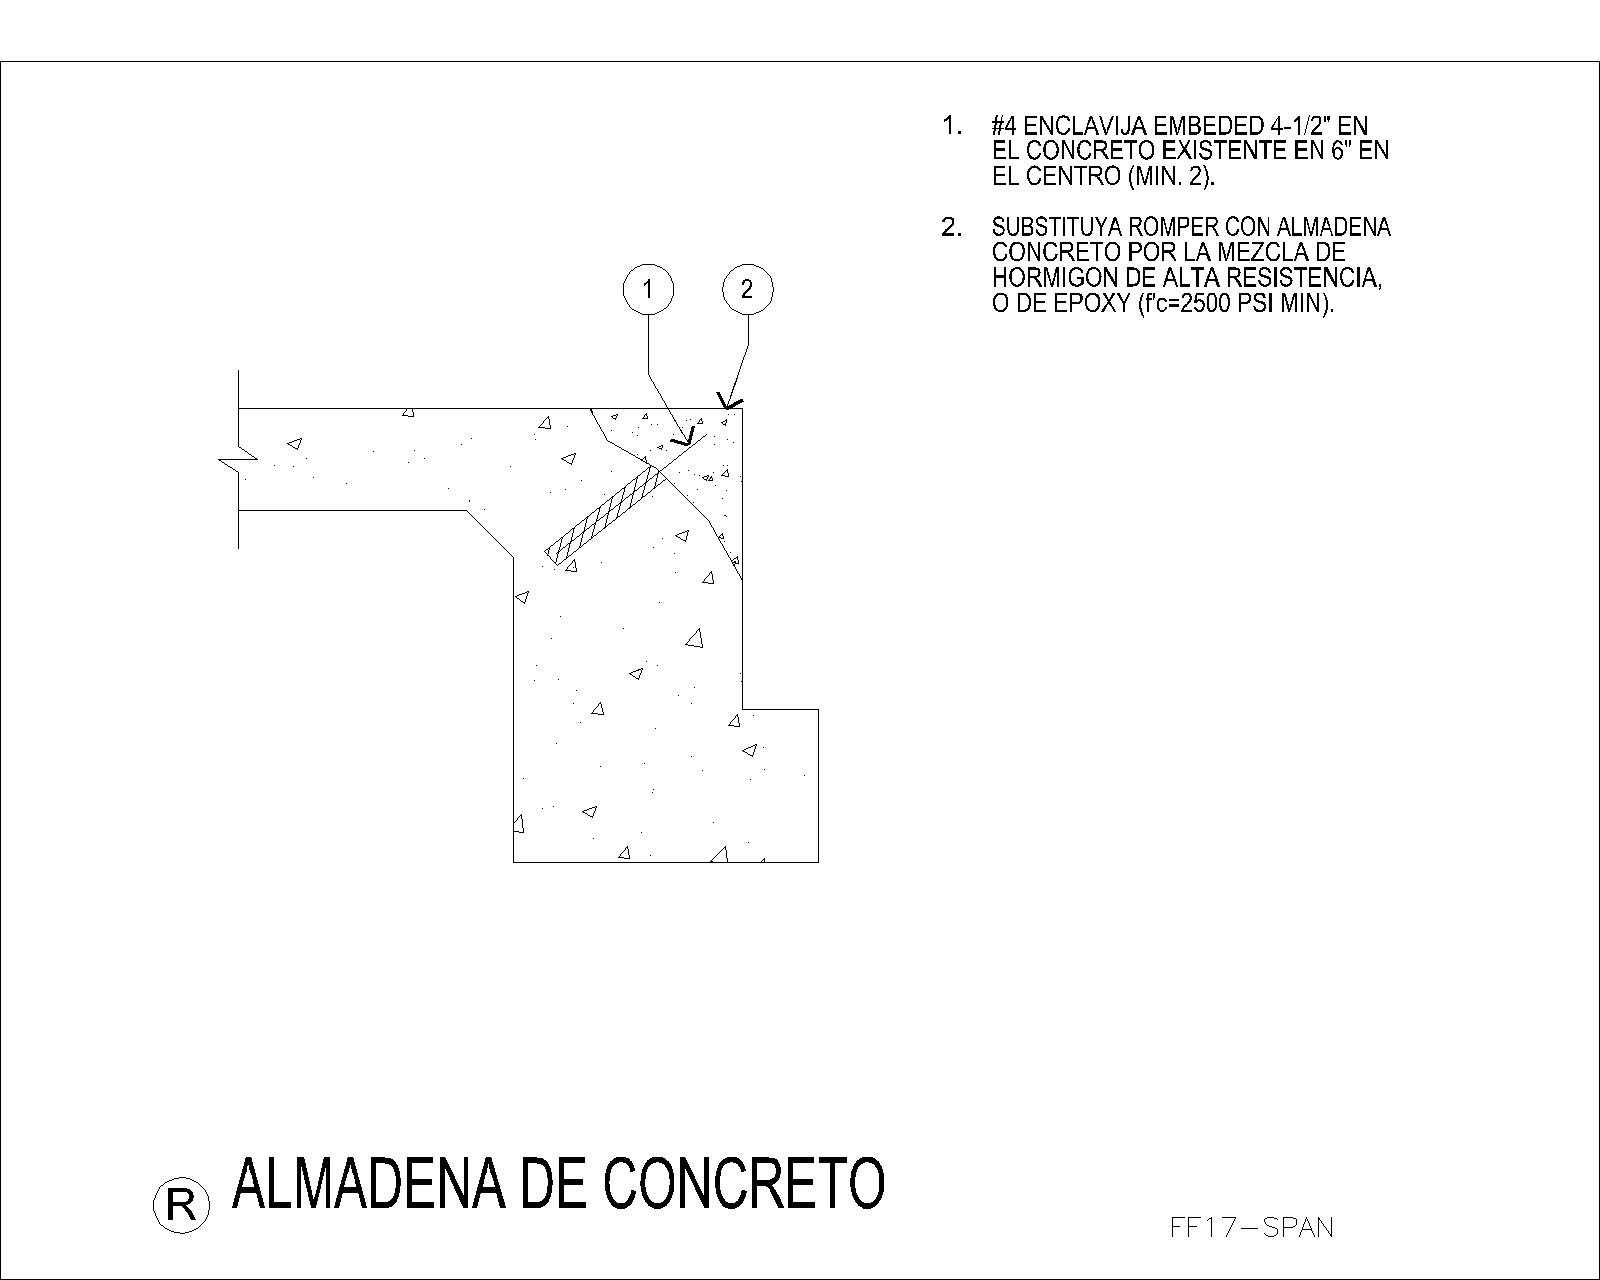 1. #4 ENCLAVIJA EMBEDED 4-1/2" EN
EL CONCRETO EXISTENTE EN 6" EN
EL CENTRO (MIN. 2).
2. SUBSTITUYA ROMPER CON ALMADENA
CONCRETO POR LA MEZCLA DE
HORMIGON DE ALTA RESISTENCIA,
O DE EPOXY (f'c=2500 PSI MIN).
1 2
R ALMADENA DE CONCRETO
FF17-SPAN